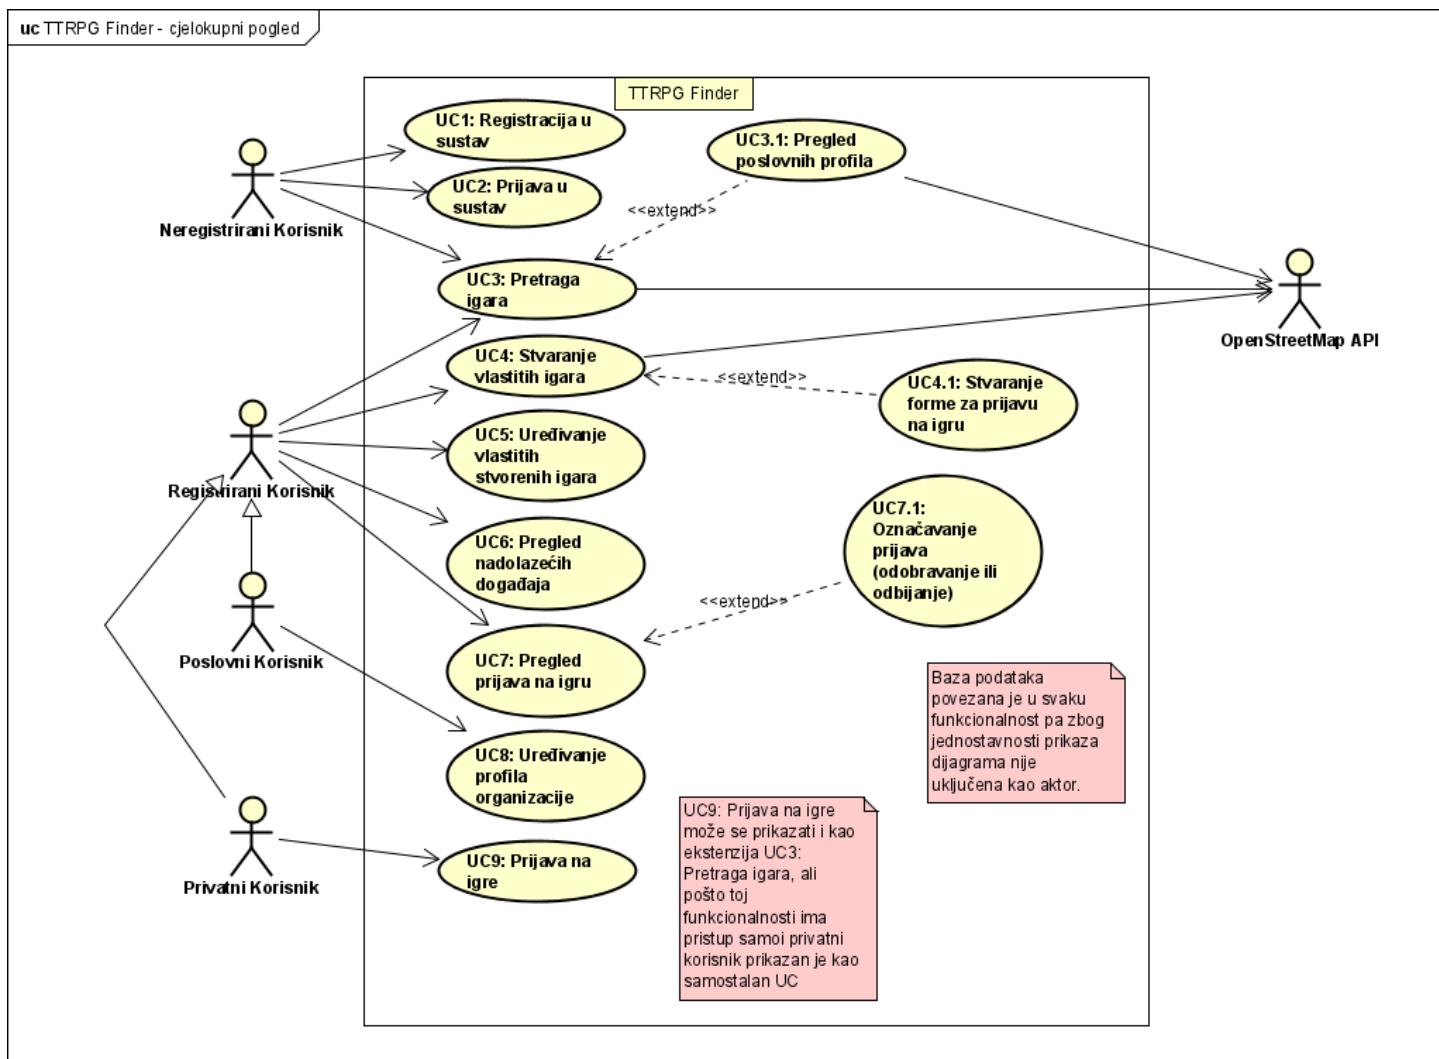 uc TTRPG Finder - cjelokupni pogled
TTRPG Finder
UC1: Registracija u
sustav
UC3.1: Pregled
poslovnih profila
UC2: Prijava u
sustav
<<extend>>
Neregistrirani Korisnik
UC3: Pretraga
igara
OpenStreetMap API
UC4: Stvaranje
vlastitih igara
<<extend>>
UC4.1: Stvaranje
forme za prijavu
na igru
UC5: Uređivanje
vlastitih
stvorenih igara
Registrirani Korisnik
UC7.1:
Označavanje
prijava
(odobravanje ili
odbijanje)
UC6: Pregled
nadolazećih
događaja
<<extend>>
Poslovni Korisnik
UC7: Pregled
prijava na igru
Baza podataka
povezana je u svaku
funkcionalnost pa zbog
jednostavnosti prikaza
dijagrama nije
uključena kao aktor.
UC8: Uređivanje
profila
organizacije
UC9: Prijava na igre
može se prikazati i kao
ekstenzija UC3:
Pretraga igara, ali
pošto toj
funkcionalnosti ima
pristup samoi privatni
korisnik prikazan je kao
samostalan UC
Privatni Korisnik
UC9: Prijava na
igre